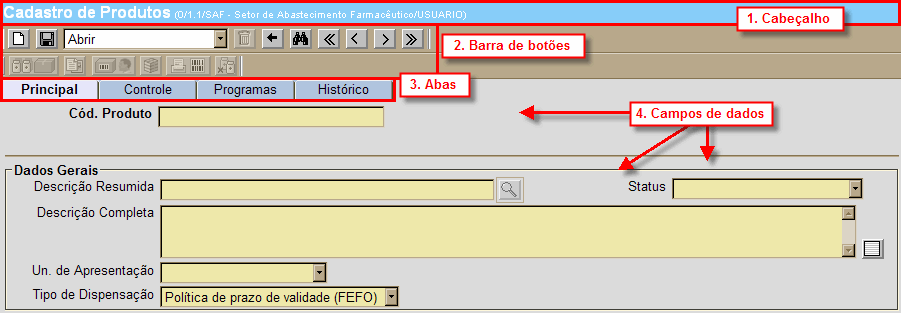 Cadastro de Produtos (0/1.1/SAF - Setor de Abastecimento Farmacêutico/USUARIO)
1. Cabeçalho
Abrir
2. Barra de botões
Principal Controle Programas Histórico
3. Abas
Cód. Produto
4. Campos de dados
Dados Gerais
Descrição Resumida
Status
Descrição Completa
Un. de Apresentação
Tipo de Dispensação Política de prazo de validade (FEFO)